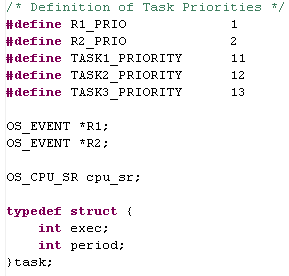 /* Definition of Task Priorities */
#define R1_PRIO 1
#define R2_PRIO 2
#define TASK1_PRIORITY 11
#define TASK2_PRIORITY 12
#define TASK3_PRIORITY 13
OS_EVENT *R1;
OS_EVENT *R2;
OS_CPU_SR cpu_sr;
typedef struct {
int exec;
int period;
}task;